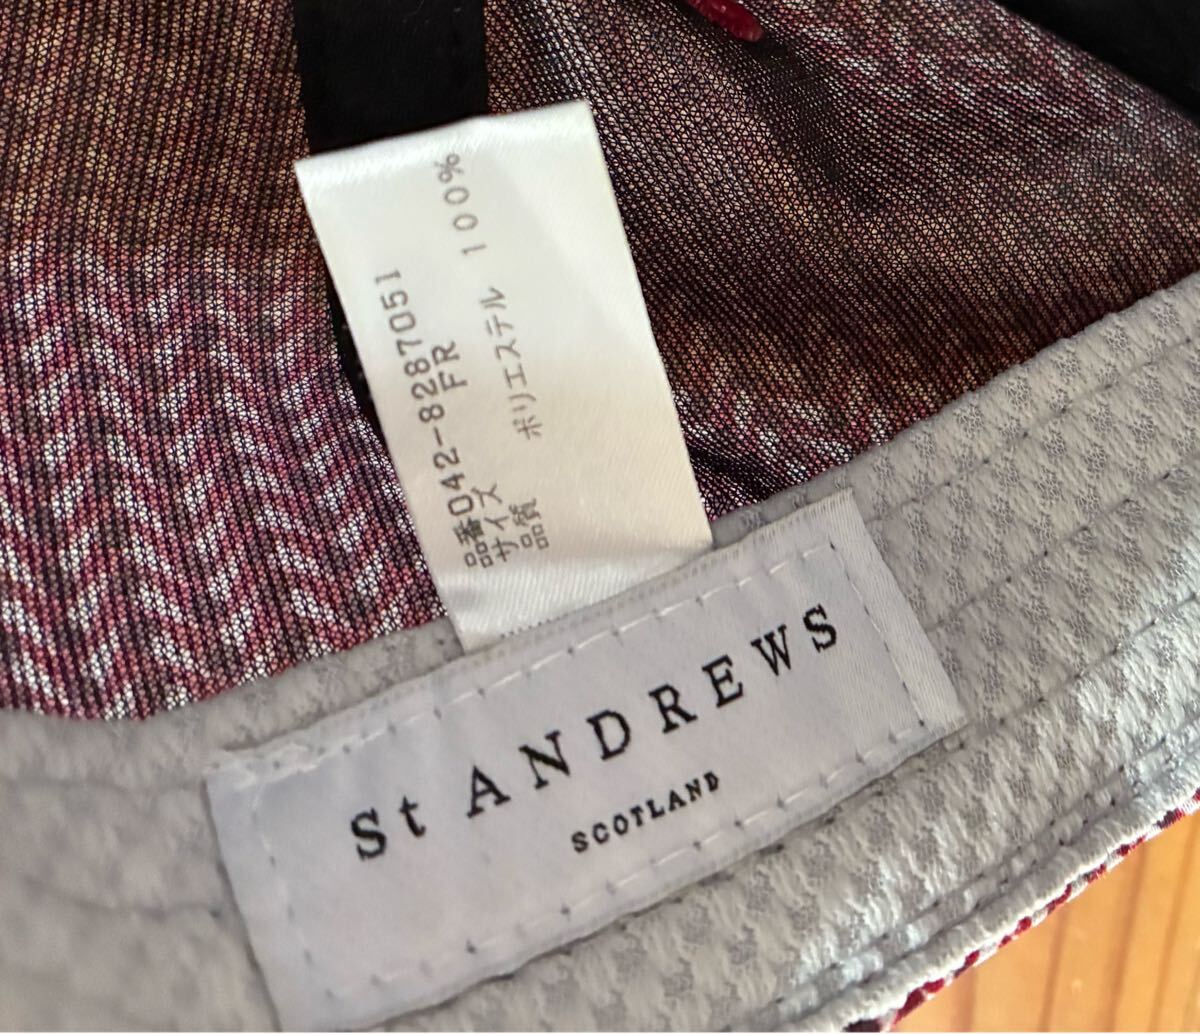 品番042-8287051
サイズ FR
品質 ポリエステル 100%
St ANDREWS
SCOTLAND